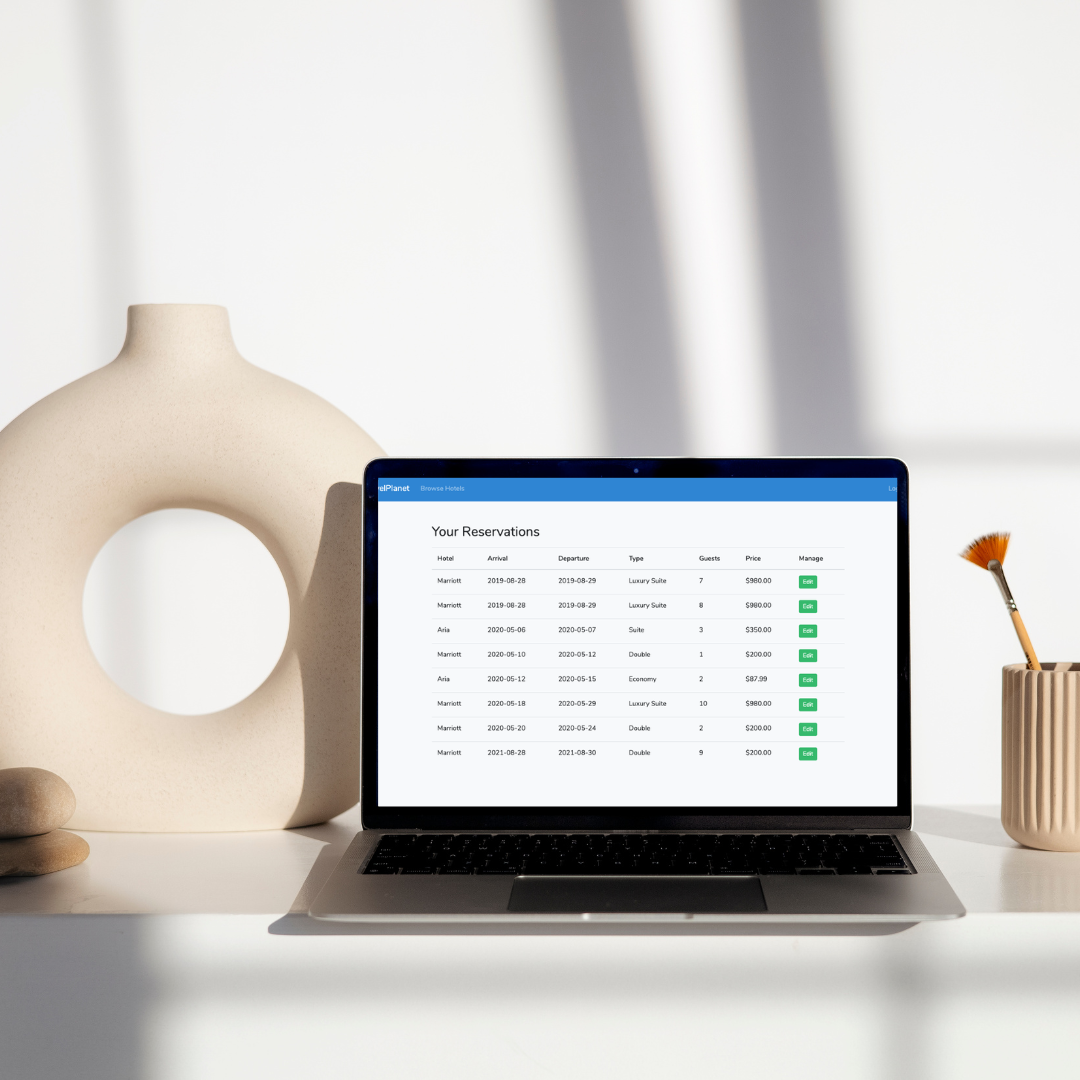 elPlanet Browse Hotels
Your Reservations
Hotel Arrival Departure Type Guests Price Manage
Marriott 2019-08-28 2019-08-29 Luxury Suite 7 $980.00 Edit
Marriott 2019-08-28 2019-08-29 Luxury Suite 8 $980.00 Edit
Aria 2020-05-06 2020-05-07 Suite 3 $350.00 Edit
Marriott 2020-05-10 2020-05-12 Double 1 $200.00 Edit
Aria 2020-05-12 2020-05-15 Economy 2 $87.99 Edit
Marriott 2020-05-18 2020-05-29 Luxury Suite 10 $980.00 Edit
Marriott 2020-05-20 2020-05-24 Double 2 $200.00 Edit
Marriott 2021-08-28 2021-08-30 Double 9 $200.00 Edit